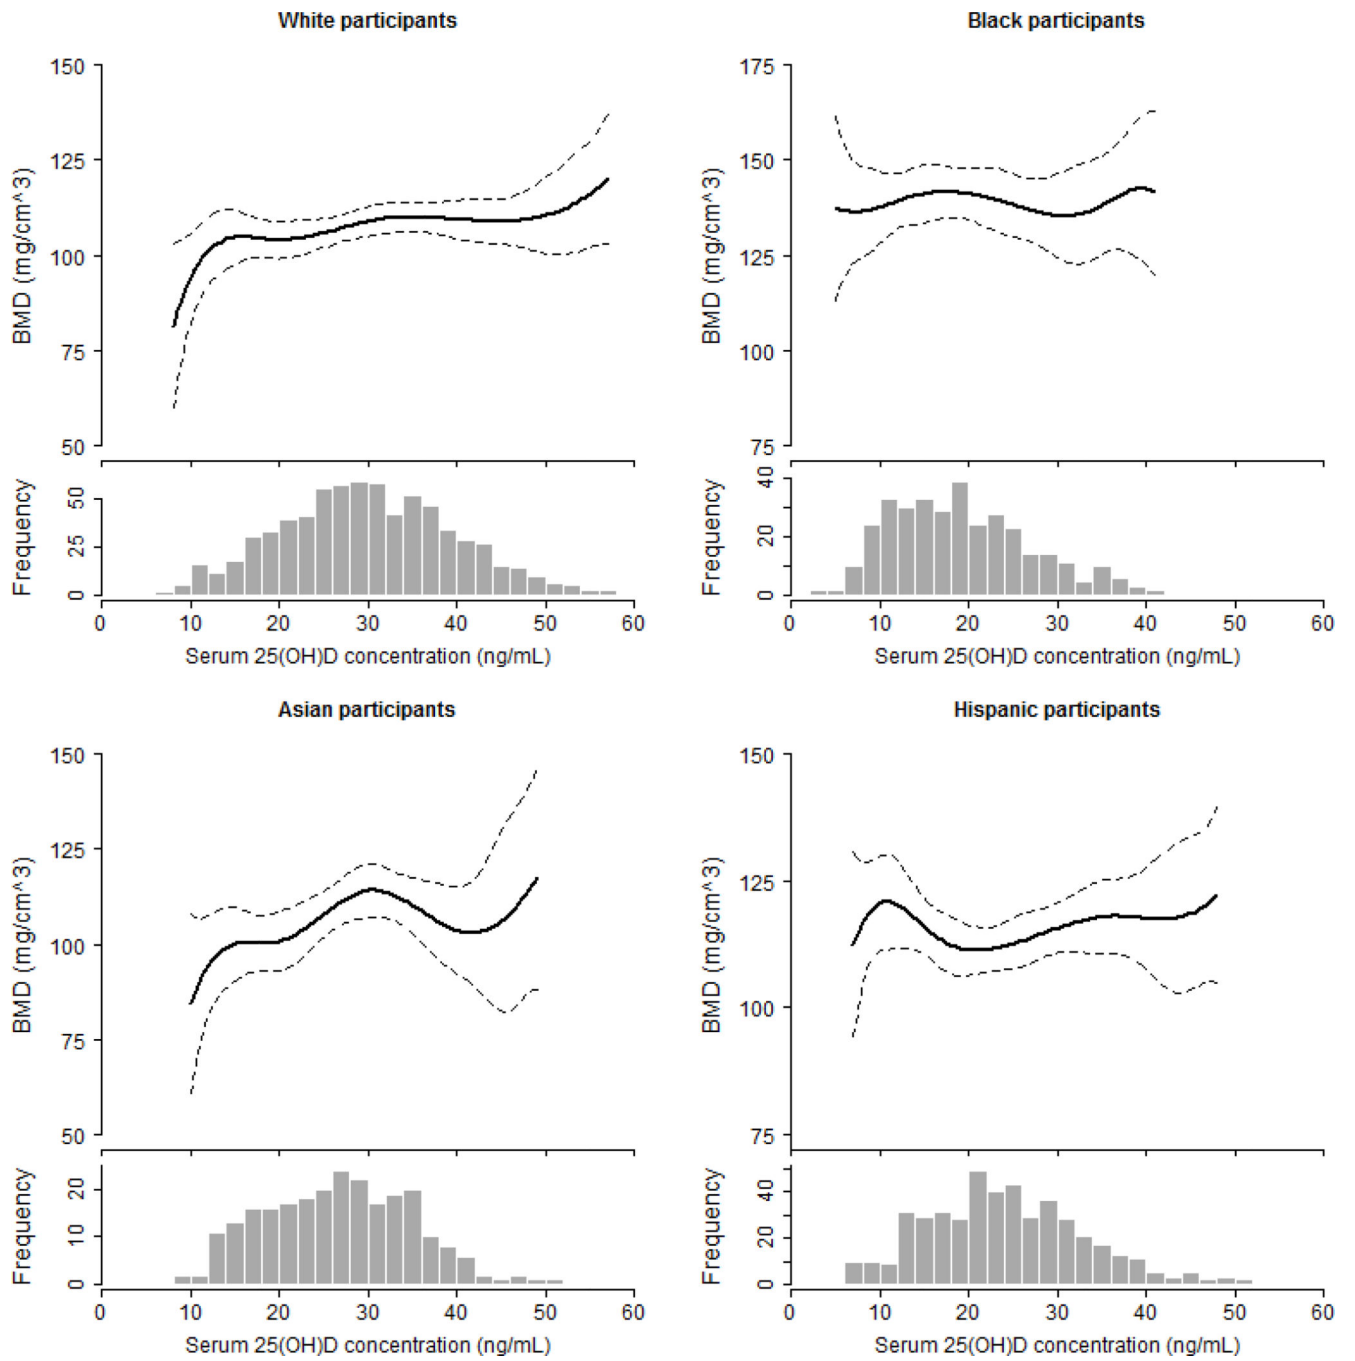 White participants
150
125
100
75
50
BMD (mg/cm^3)
50
25
0
Frequency
0 10 20 30 40 50 60
Serum 25(OH)D concentration (ng/mL)
Black participants
175
150
125
100
75
BMD (mg/cm^3)
40
20
0
Frequency
0 10 20 30 40 50 60
Serum 25(OH)D concentration (ng/mL)
Asian participants
150
125
100
75
50
BMD (mg/cm^3)
20
10
0
Frequency
0 10 20 30 40 50 60
Serum 25(OH)D concentration (ng/mL)
Hispanic participants
150
125
100
75
BMD (mg/cm^3)
40
20
0
Frequency
0 10 20 30 40 50 60
Serum 25(OH)D concentration (ng/mL)